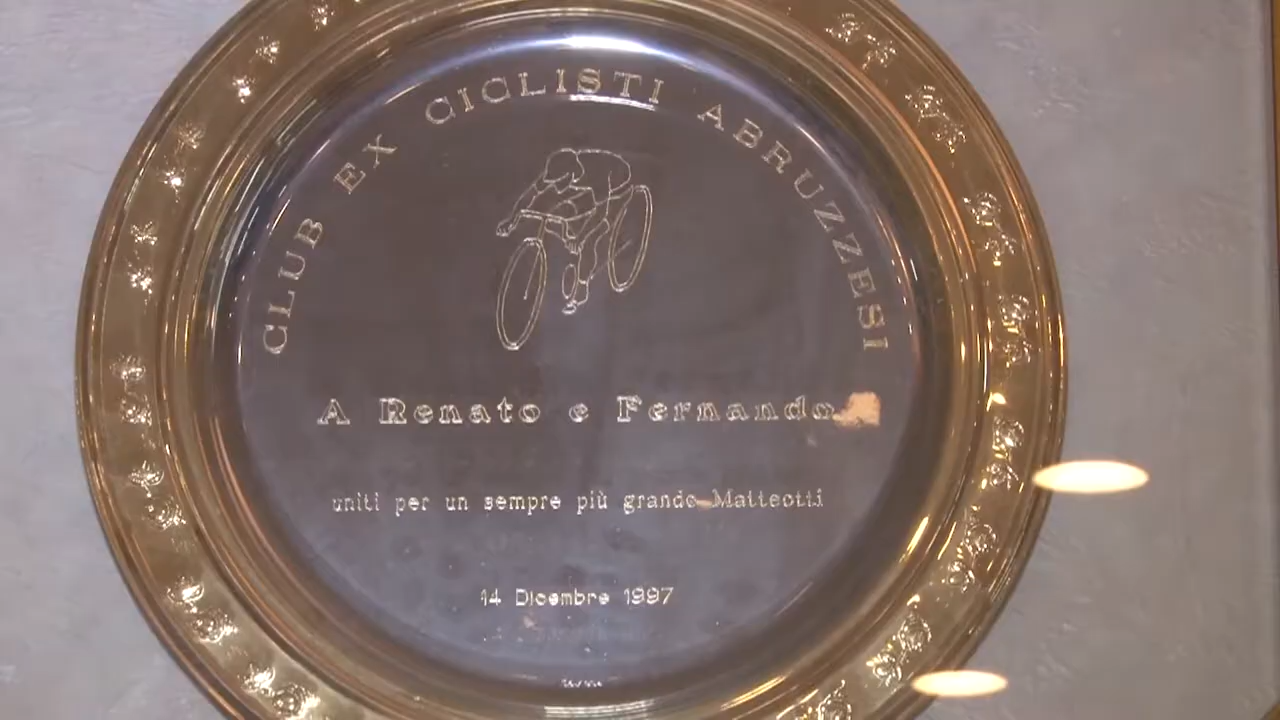 CLUB EX CICLISTI ABRUZZESI
A Renato e Fernando
uniti per un sempre più grande Matteotti
14 Dicembre 1997